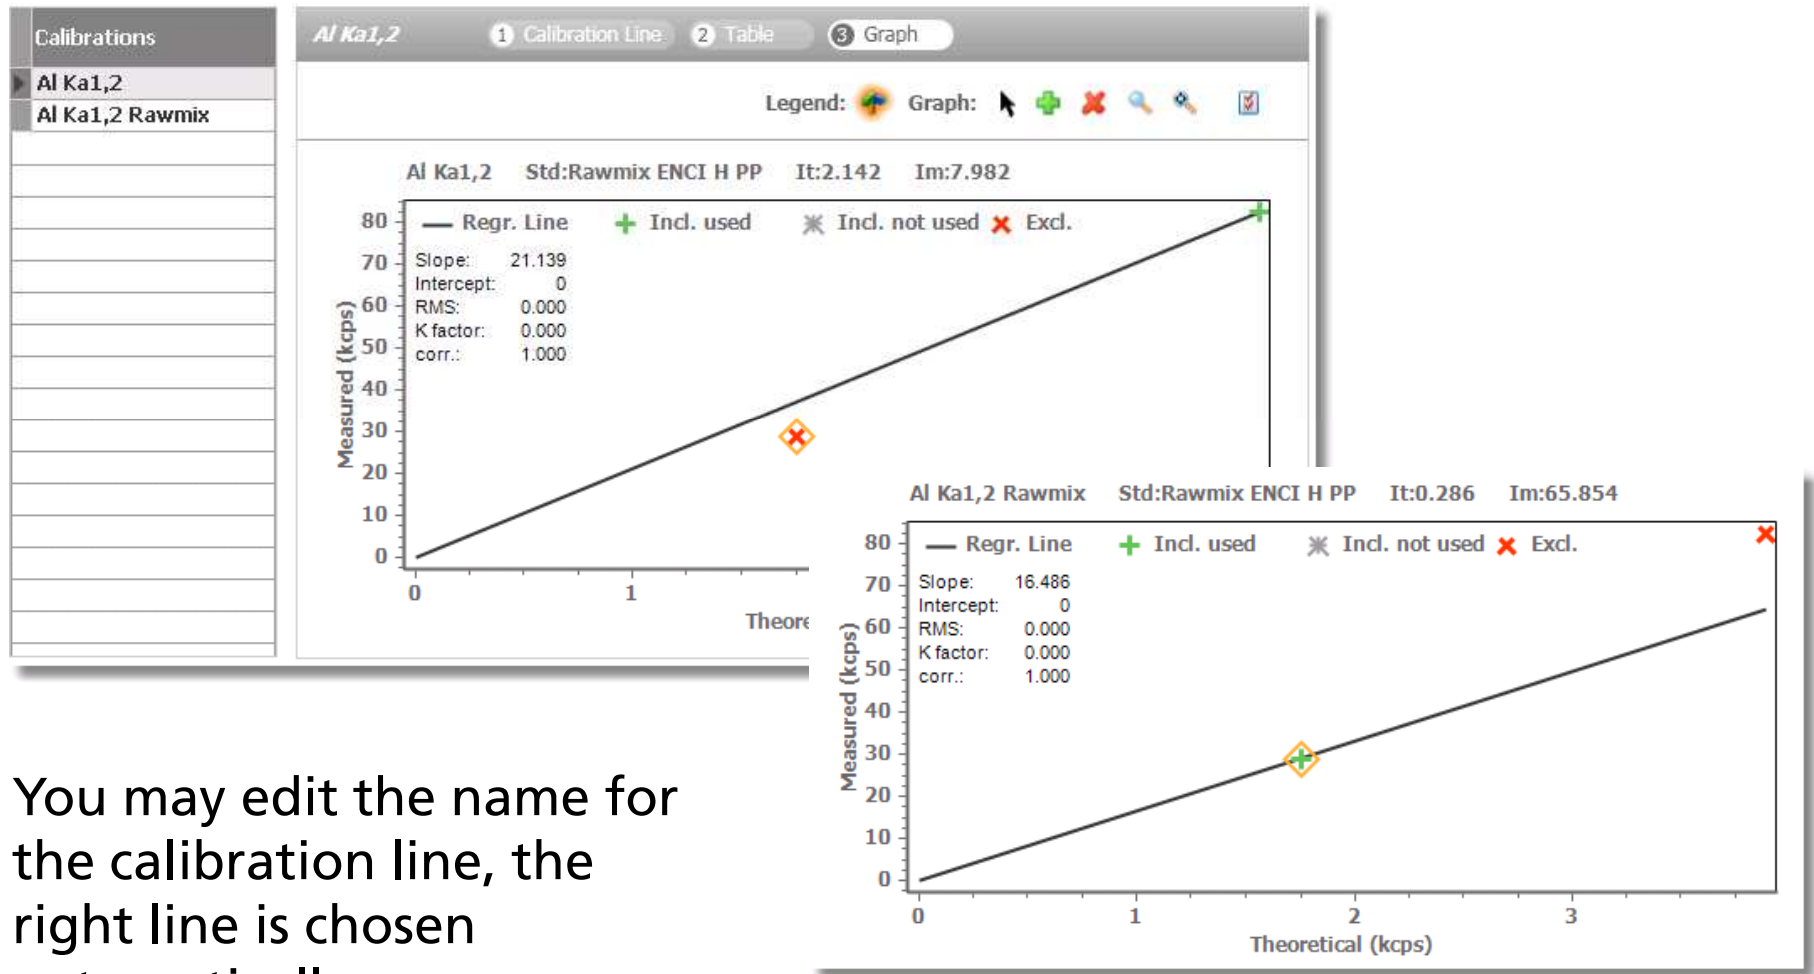 Calibrations
Al Ka1,2
Al Ka1,2 Rawmix
Al Ka1,2 1 Calibration Line 2 Table 3 Graph
Legend: Graph:
Al Ka1,2 Std:Rawmix ENCI H PP It:2.142 Im:7.982
Regr. Line Incl. used Incl. not used Excl.
Slope: 21.139
Intercept: 0
RMS: 0.000
K factor: 0.000
corr.: 1.000
Measured (kcps)
80
70
60
50
40
30
20
10
0
0 1
Al Ka1,2 Rawmix Std:Rawmix ENCI H PP It:0.286 Im:65.854
Regr. Line Incl. used Incl. not used Excl.
Slope: 16.486
Intercept: 0
RMS: 0.000
K factor: 0.000
corr.: 1.000
Measured (kcps)
80
70
60
50
40
30
20
10
0
0 1 2 3
Theoretical (kcps)
You may edit the name for
the calibration line, the
right line is chosen